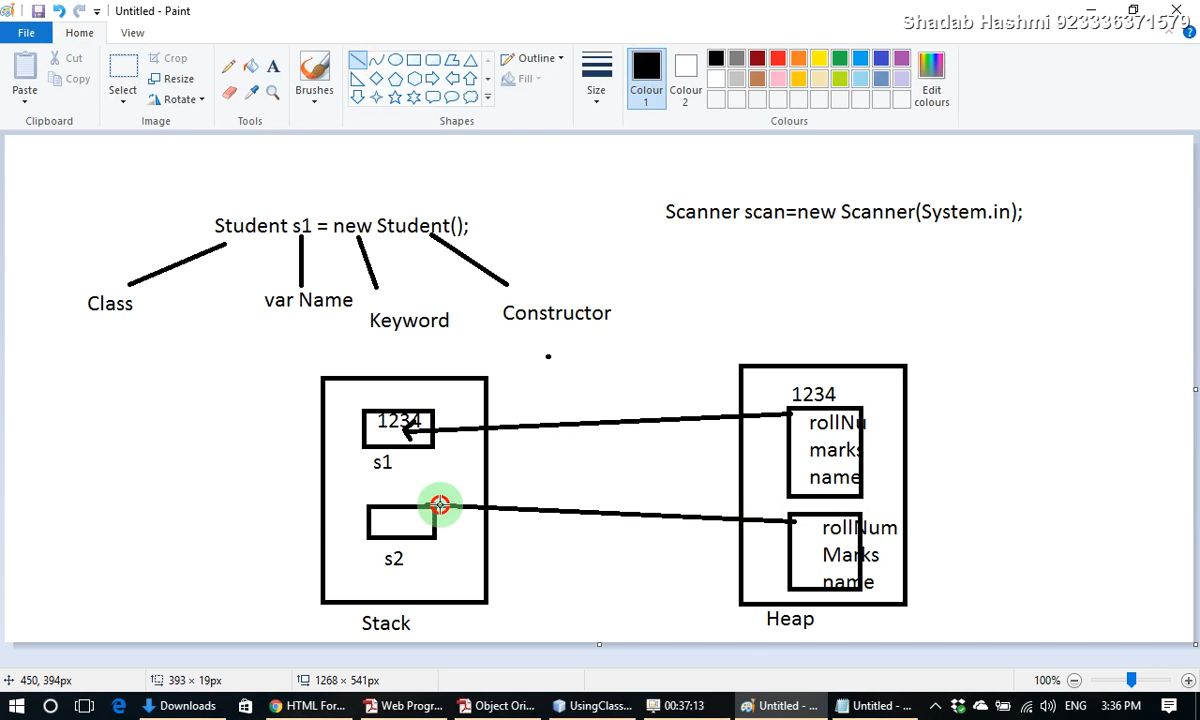 Untitled - Paint
Shadab Hashmi 923336371579
File
Home
View
Paste
Cut
Copy
Clipboard
Select
Crop
Resize
Rotate
Image
A
Tools
Brushes
Outline
Fill
Shapes
Size
Colour 1
Colour 2
Edit colours
Colours
Student s1 = new Student();
Scanner scan=new Scanner(System.in);
Class
var Name
Keyword
Constructor
1234
s1
s2
Stack
1234
rollNu
marks
name
rollNum
Marks
name
Heap
450, 394px
393 × 19px
1268 × 541px
100%
Downloads
HTML For...
Web Progr...
Object Ori...
UsingClass...
00:37:13
Untitled - ...
Untitled - ...
ENG
3:36 PM